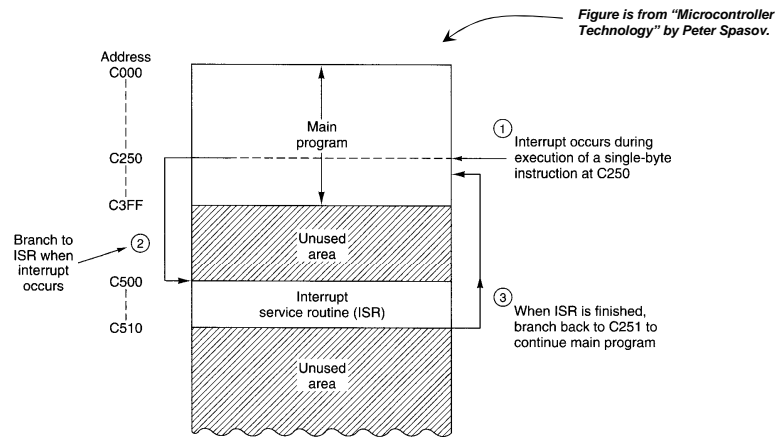 Figure is from “Microcontroller
Technology” by Peter Spasov.
Address
C000
Main
program
1
Interrupt occurs during
execution of a single-byte
instruction at C250
C250
C3FF
Branch to
ISR when
interrupt
occurs
2
Unused
area
C500
Interrupt
service routine (ISR)
3
When ISR is finished,
branch back to C251 to
continue main program
C510
Unused
area